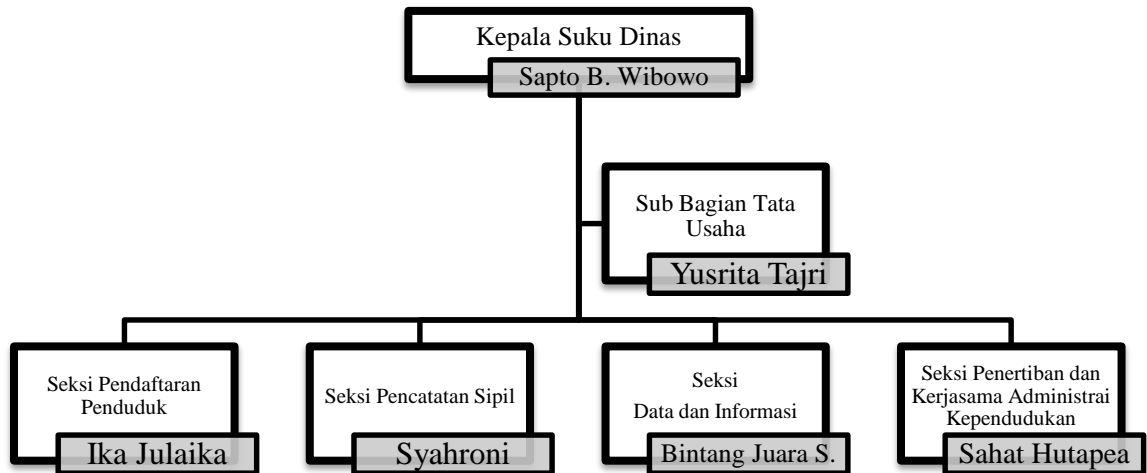 Kepala Suku Dinas
Sapto B. Wibowo
Sub Bagian Tata
Usaha
Yusrita Tajri
Seksi Pendaftaran
Penduduk
Ika Julaika
Seksi Pencatatan Sipil
Syahroni
Seksi
Data dan Informasi
Bintang Juara S.
Seksi Penertiban dan
Kerjasama Administrai
Kependudukan
Sahat Hutapea